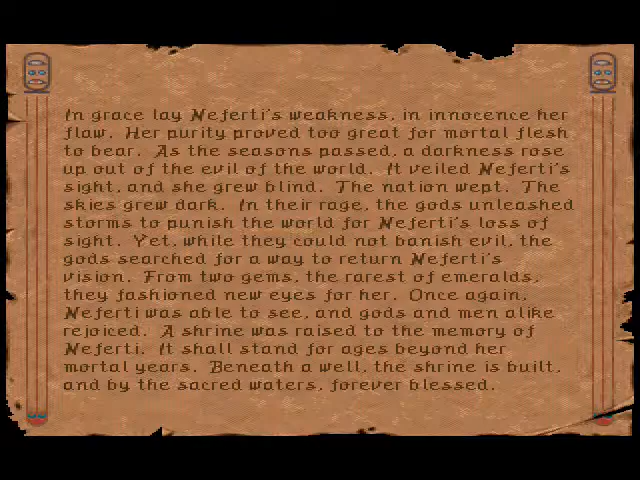 In grace lay Neferti's weakness, in innocence her
flaw. Her purity proved too great for mortal flesh
to bear. As the seasons passed, a darkness rose
up out of the evil of the world. It veiled Neferti's
sight, and she grew blind. The nation wept. The
skies grew dark. In their rage, the gods unleashed
storms to punish the world for Neferti's loss of
sight. Yet, while they could not banish evil, the
gods searched for a way to return Neferti's
vision. From two gems, the rarest of emeralds,
they fashioned new eyes for her. Once again,
Neferti was able to see, and gods and men alike
rejoiced. A shrine was raised to the memory of
Neferti. It shall stand for ages beyond her
mortal years. Beneath a well, the shrine is built,
and by the sacred waters, forever blessed.